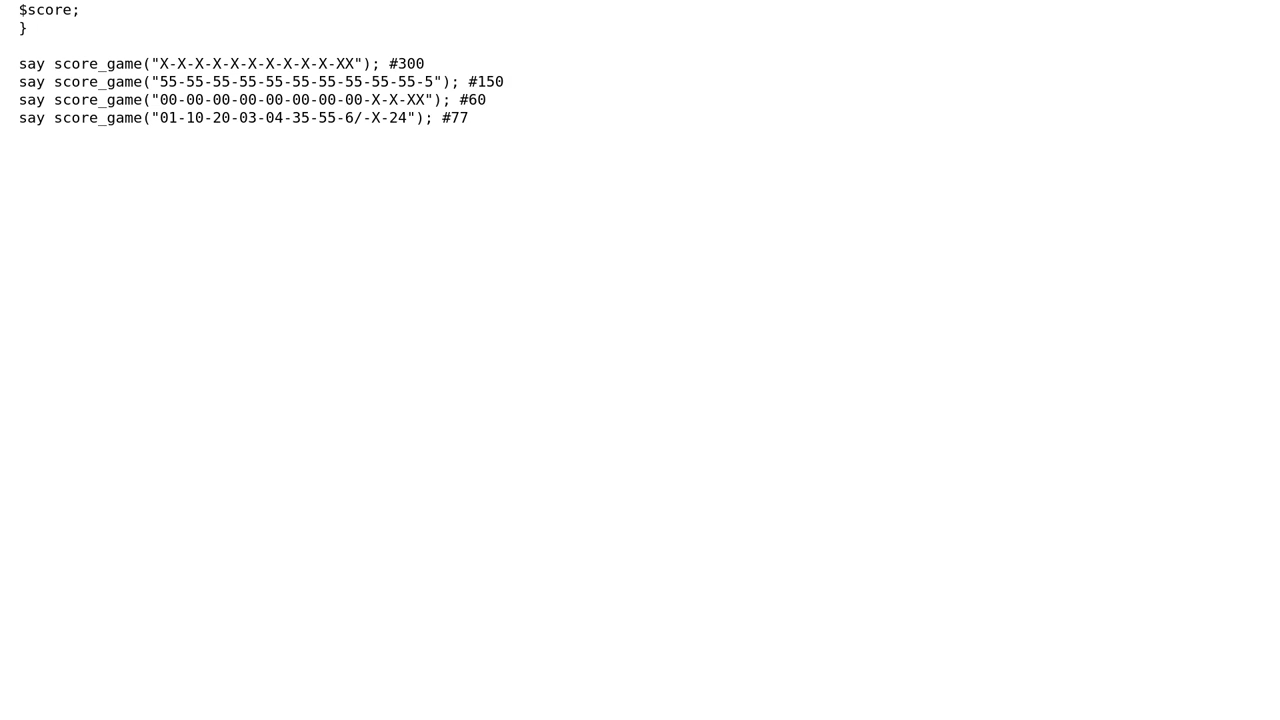 $score;
}
say score_game("X-X-X-X-X-X-X-X-X-X-XX"); #300
say score_game("55-55-55-55-55-55-55-55-55-55-5"); #150
say score_game("00-00-00-00-00-00-00-00-X-X-XX"); #60
say score_game("01-10-20-03-04-35-55-6/-X-24"); #77